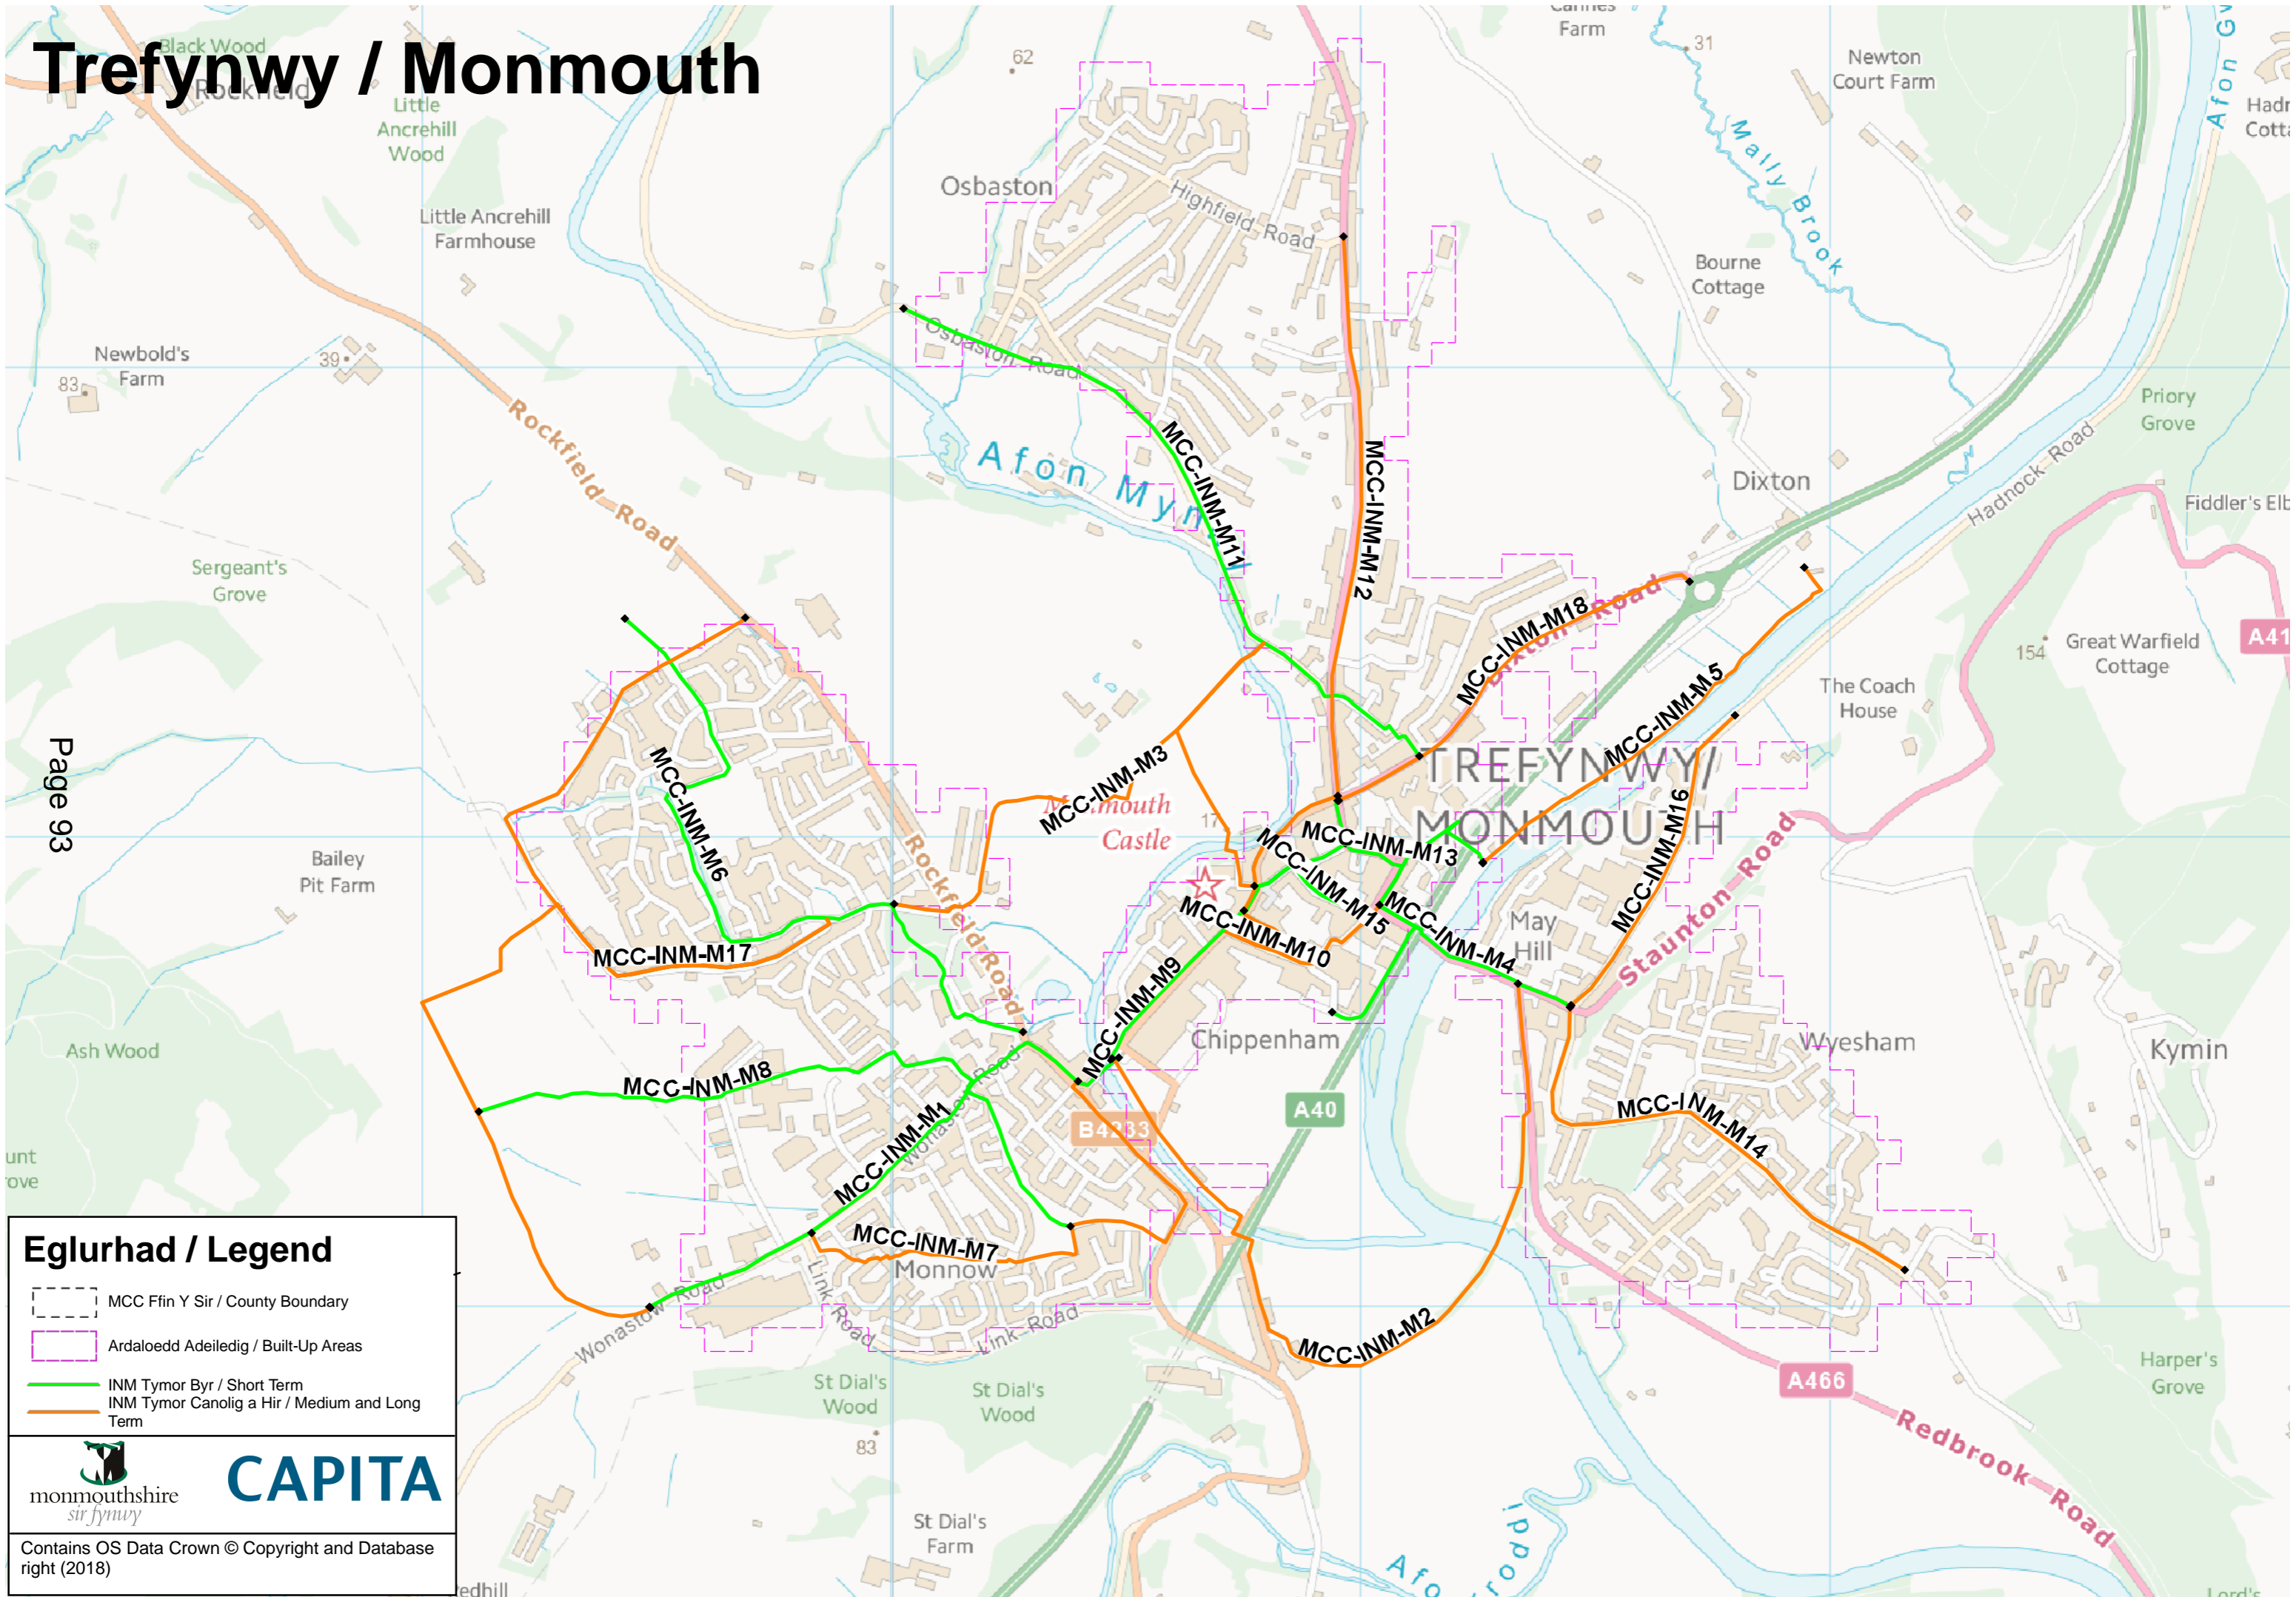 Trefynwy / Monmouth
Black Wood
Rockfield
Little
Ancrehill
Wood
62
Osbaston
Highfield Road
Farm
31
Newton
Court Farm
Mally Brook
Little Ancrehill
Farmhouse
Bourne
Cottage
Newbold's
Farm
39
83
Osbaston Road
Rockfield Road
Priory
Grove
Hadnock Road
Dixton
MCC-INM-M11
MCC-INM-M12
Sergeant's
Grove
Dixton Road
MCC-INM-M18
A41
154
Great Warfield
Cottage
The Coach
House
MCC-INM-M5
Page 93
MCC-INM-M6
MCC-INM-M3
Monmouth
Castle
17
TREFYNWY/
MONMOUTH
MCC-INM-M13
MCC-INM-M15
MCC-INM-M16
Bailey
Pit Farm
Rockfield Road
MCC-INM-M10
MCC-INM-M4
May
Hill
Staunton Road
MCC-INM-M17
MCC-INM-M9
Chippenham
Wyesham
Kymin
Ash Wood
MCC-INM-M8
MCC-INM-M1
Wonastow Road
B4233
A40
MCC-INM-M14
MCC-INM-M7
Monnow
Link Road
Link Road
Wonastow Road
MCC-INM-M2
A466
Harper's
Grove
Redbrook Road
St Dial's
Wood
St Dial's
Wood
83
St Dial's
Farm
Eglurhad / Legend
MCC Ffin Y Sir / County Boundary
Ardaloedd Adeiledig / Built-Up Areas
INM Tymor Byr / Short Term
INM Tymor Canolig a Hir / Medium and Long
Term
monmouthshire
sir fynwy
CAPITA
Contains OS Data Crown © Copyright and Database
right (2018)